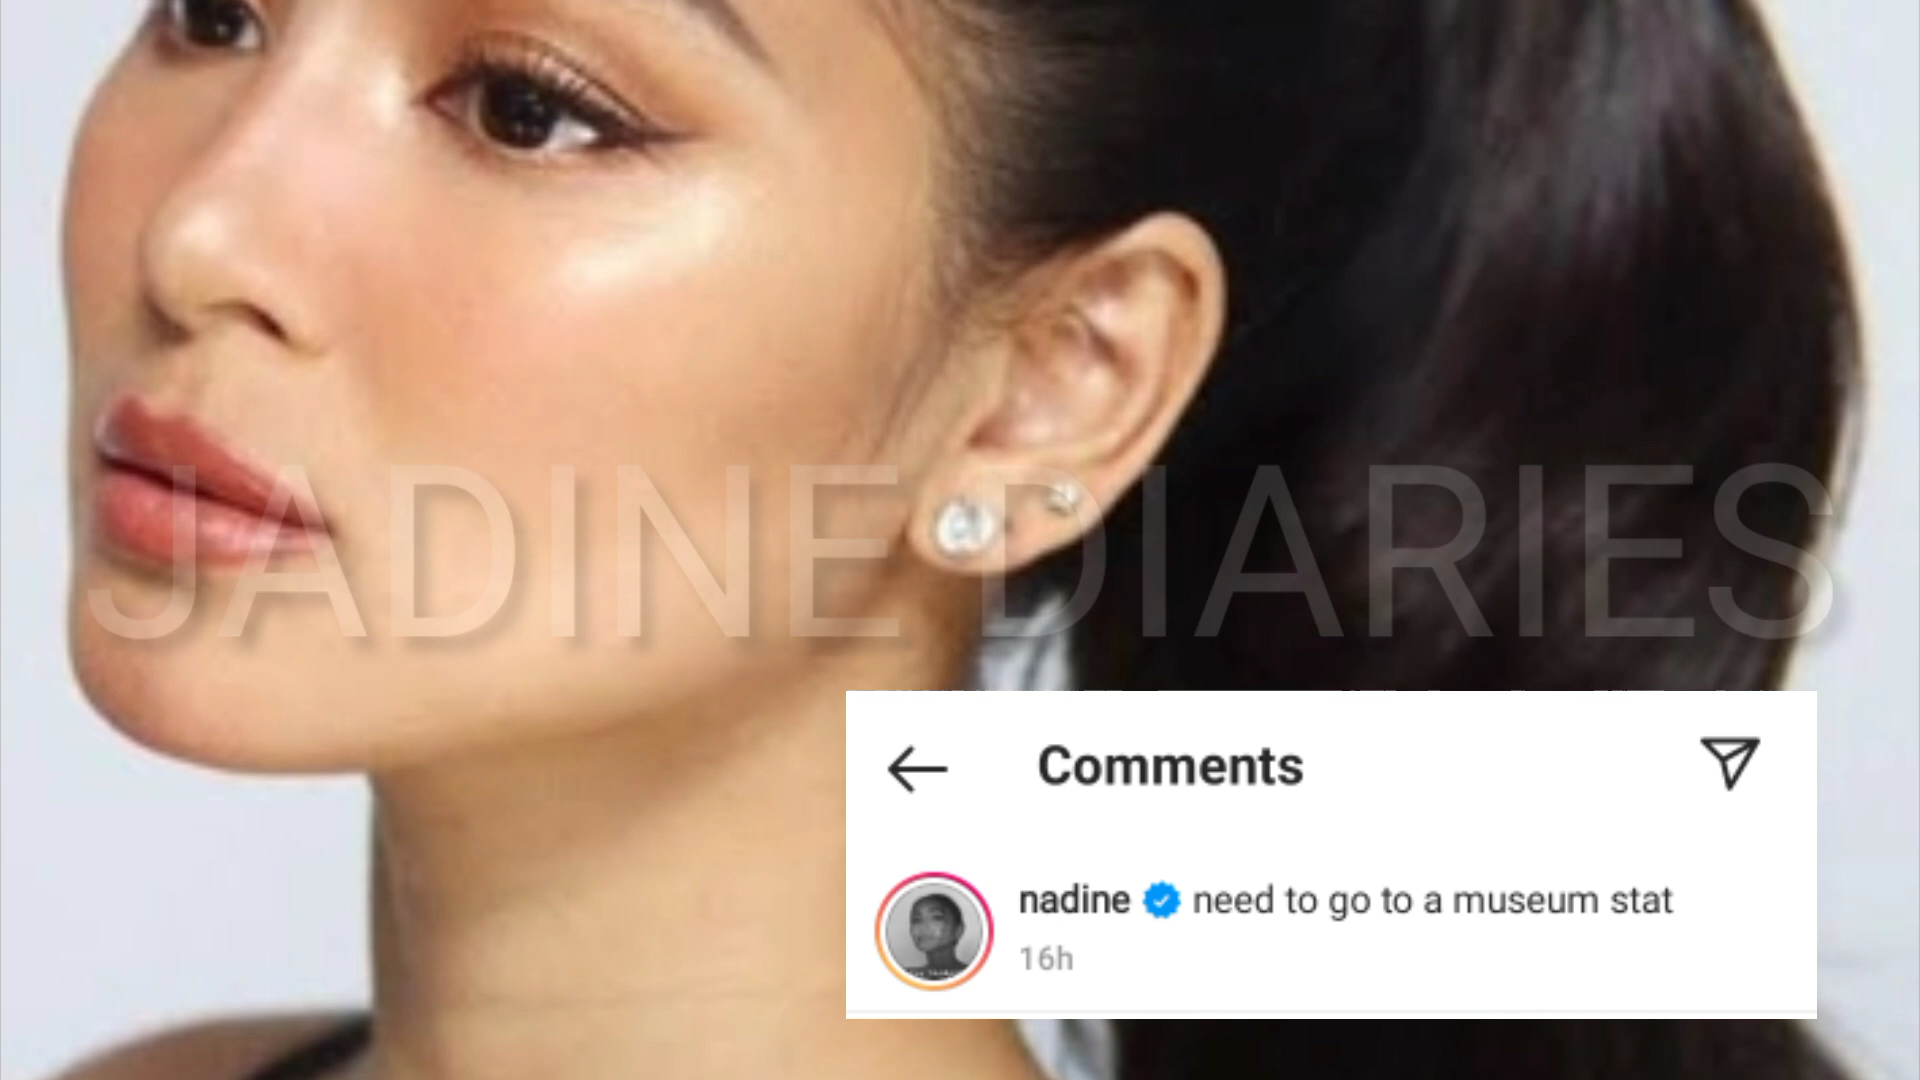 JADINE DIARIES
Comments
nadine need to go to a museum stat
16h